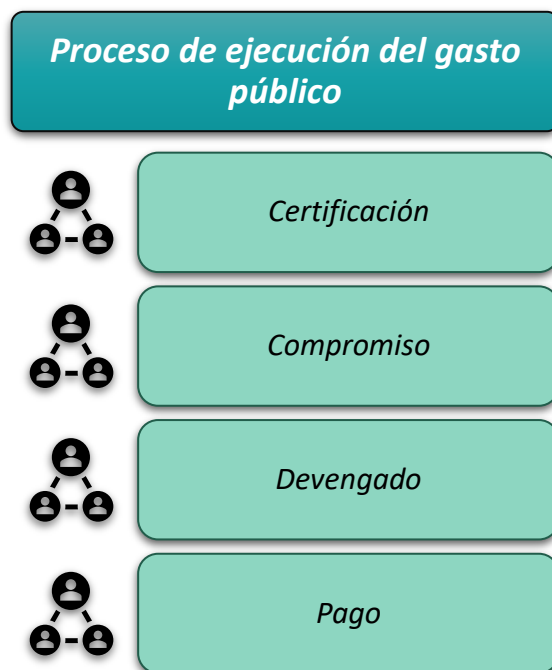 Proceso de ejecución del gasto
público
Certificación
Compromiso
Devengado
Pago